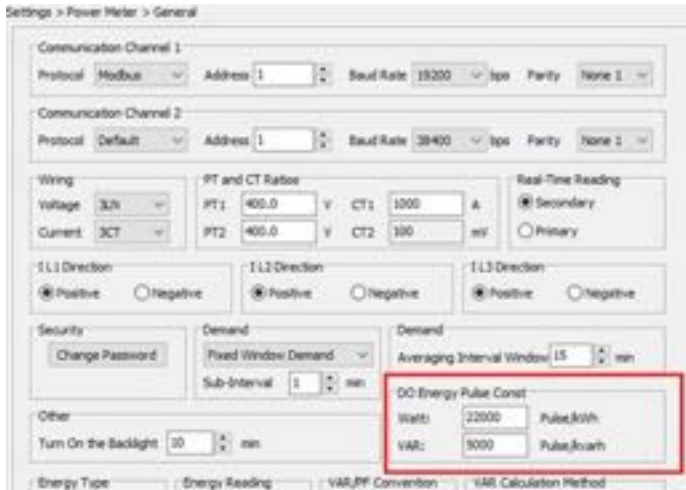 Settings > Power Meter > General
Communication Channel 1
Protocol Modbus Address 1 Baud Rate 19200 bps Parity None 1
Communication Channel 2
Protocol Default Address 1 Baud Rate 38400 bps Parity None 1
Wiring PT and CT Ratios Real-Time Reading
Voltage 3LN PT1 400.0 V CT1 1000 A Secondary
Current 3CT PT2 400.0 V CT2 100 mV Primary
I L1 Direction I L2 Direction I L3 Direction
Positive Negative Positive Negative Positive Negative
Security Demand Demand
Change Password Fixed Window Demand Averaging Interval Window 15 min
Sub-Interval 1 min
DO Energy Pulse Const
Other Watt: 22000 Pulse/kWh
Turn On the Backlight 10 min VAR: 5000 Pulse/kvarh
Energy Type Energy Reading VAR/PF Convention VAR Calculation Method